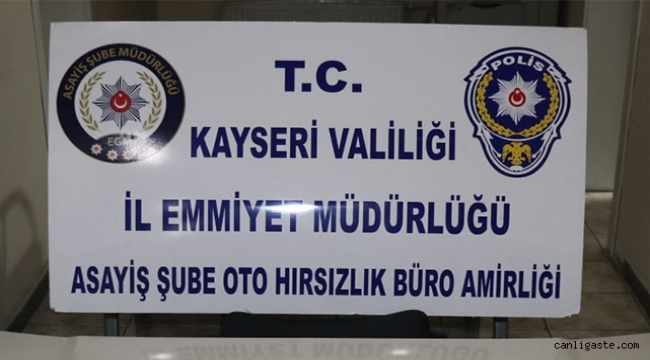 ASAYİŞ ŞUBE MÜDÜRLÜĞÜ
EGM
POLİS
T.C.
KAYSERİ VALİLİĞİ
İL EMMİYET MÜDÜRLÜĞÜ
ASAYİŞ ŞUBE OTO HIRSIZLIK BÜRO AMİRLİĞİ
canligaste.com